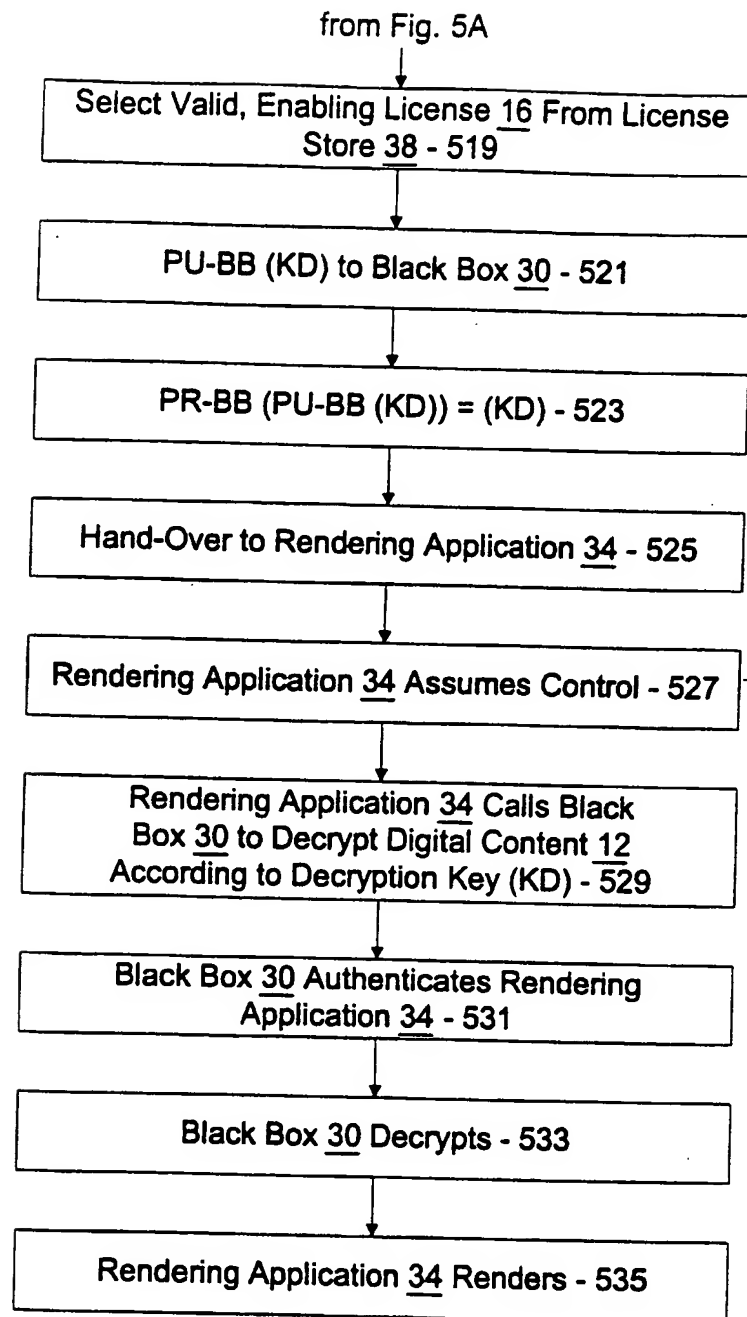 from Fig. 5A
Select Valid, Enabling License 16 From License
Store 38 - 519
PU-BB (KD) to Black Box 30 - 521
PR-BB (PU-BB (KD)) = (KD) - 523
Hand-Over to Rendering Application 34 - 525
Rendering Application 34 Assumes Control - 527
Rendering Application 34 Calls Black
Box 30 to Decrypt Digital Content 12
According to Decryption Key (KD) - 529
Black Box 30 Authenticates Rendering
Application 34 - 531
Black Box 30 Decrypts - 533
Rendering Application 34 Renders - 535